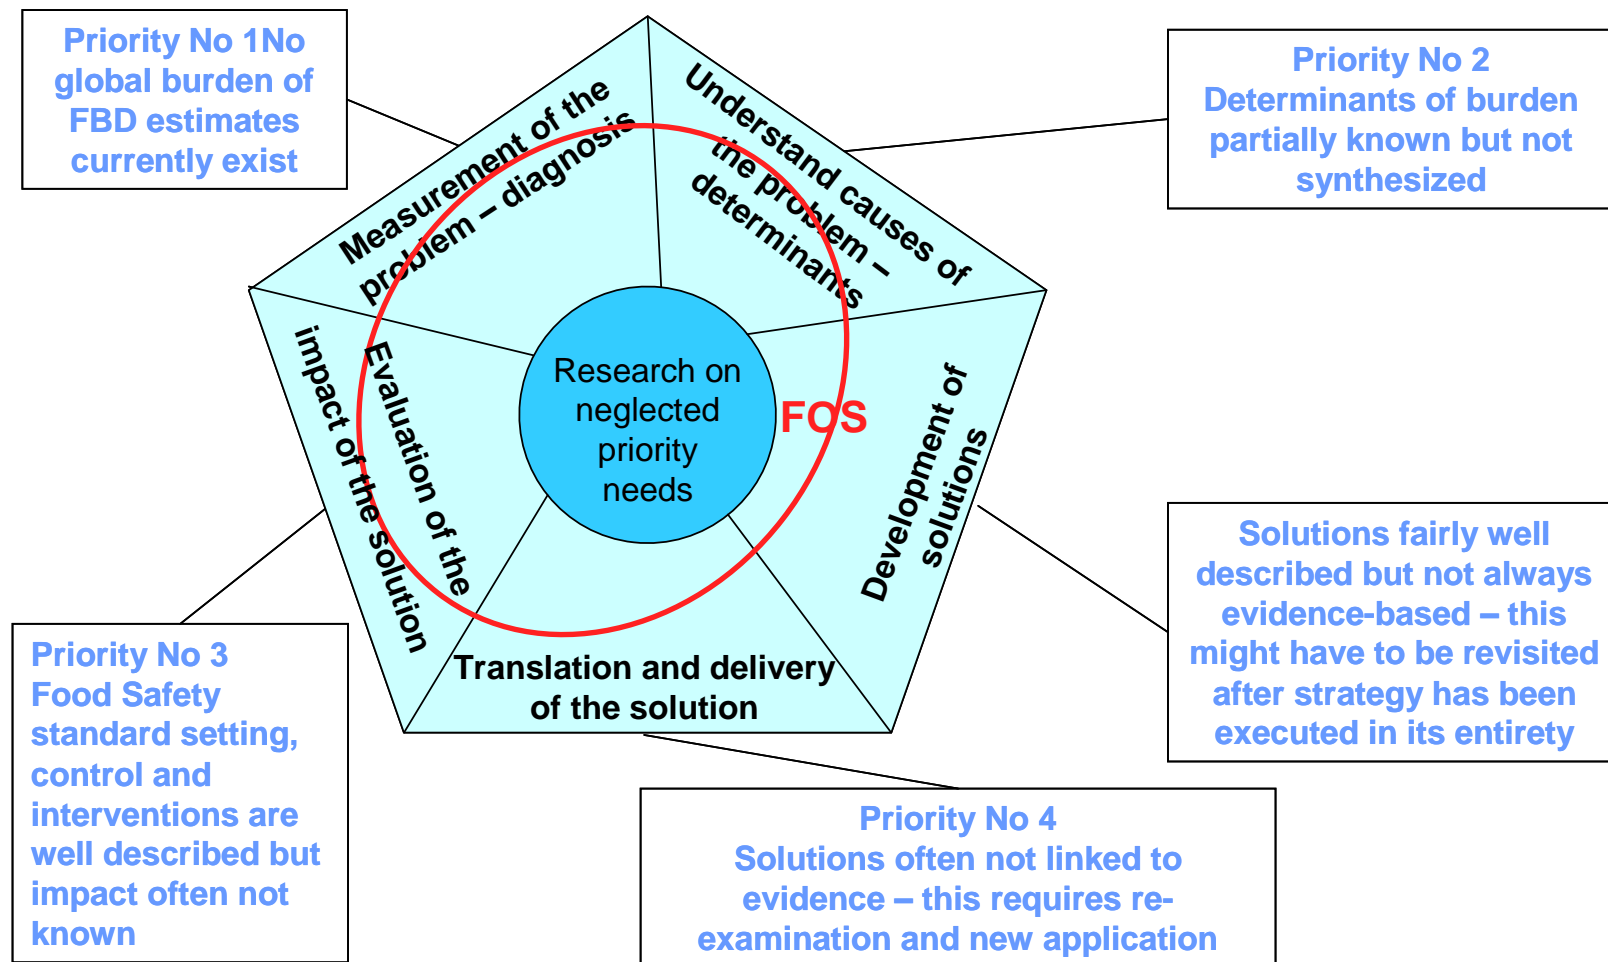 Priority No 1No
global burden of
FBD estimates
currently exist
Priority No 2
Determinants of burden
partially known but not
synthesized
Measurement of the
problem – diagnosis
Understand causes of
the problem –
determinants
Evaluation of the
impact of the solution
Research on
neglected
priority
needs
FOS
Development of
solutions
Translation and delivery
of the solution
Solutions fairly well
described but not always
evidence-based – this
might have to be revisited
after strategy has been
executed in its entirety
Priority No 3
Food Safety
standard setting,
control and
interventions are
well described but
impact often not
known
Priority No 4
Solutions often not linked to
evidence – this requires re-
examination and new application